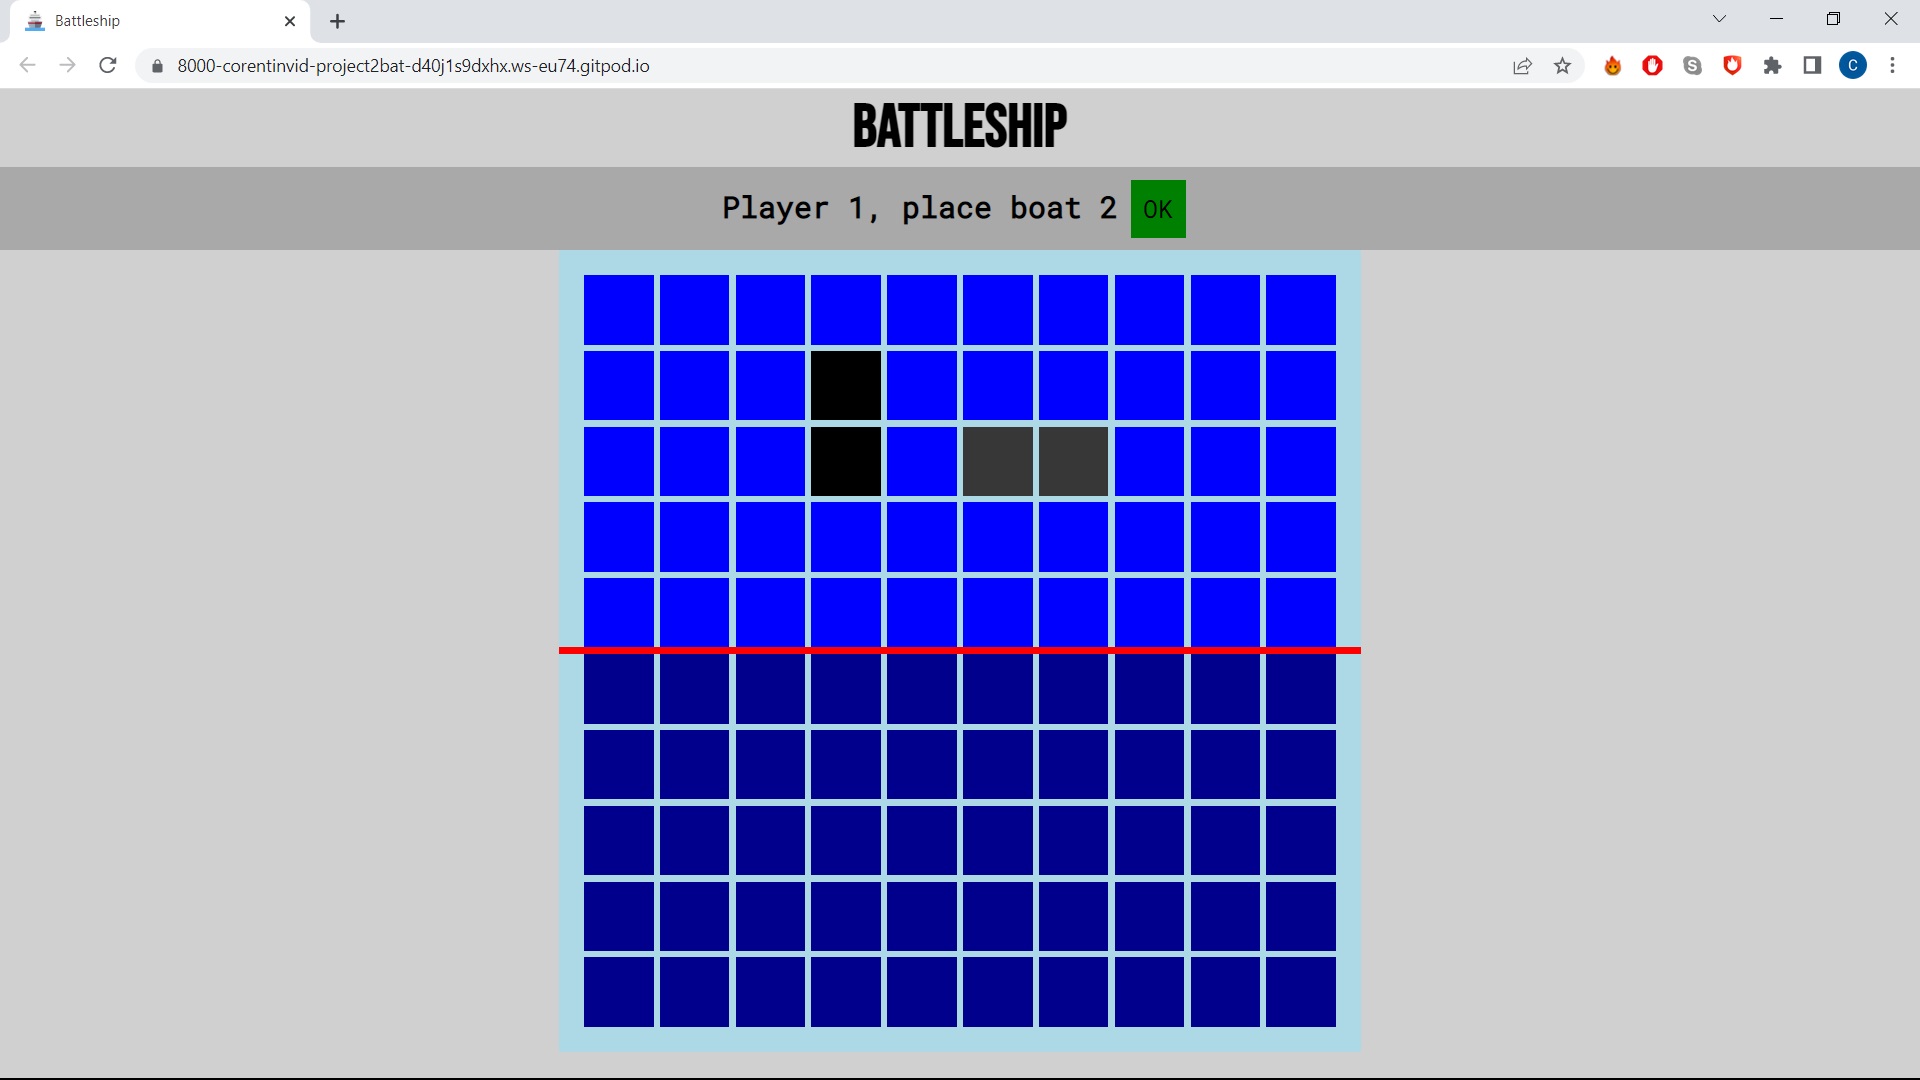 Battleship
8000-corentinvid-project2bat-d40j1s9dxhx.ws-eu74.gitpod.io
C
BATTLESHIP
Player 1, place boat 2 OK